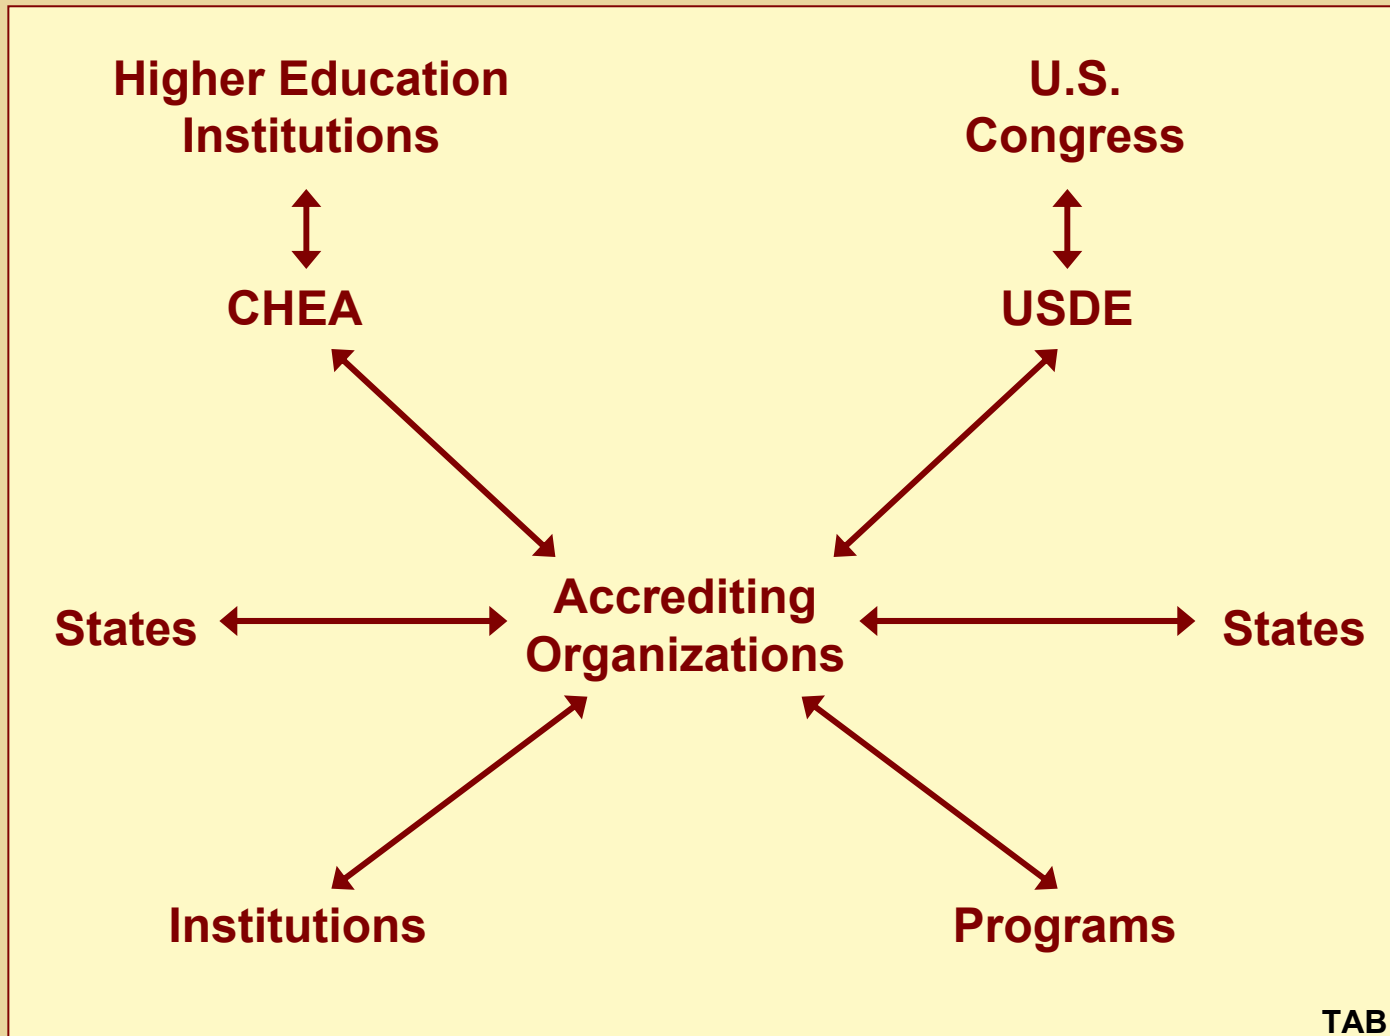 Higher Education
Institutions
U.S.
Congress
CHEA
USDE
States
Accrediting
Organizations
States
Institutions
Programs
TAB